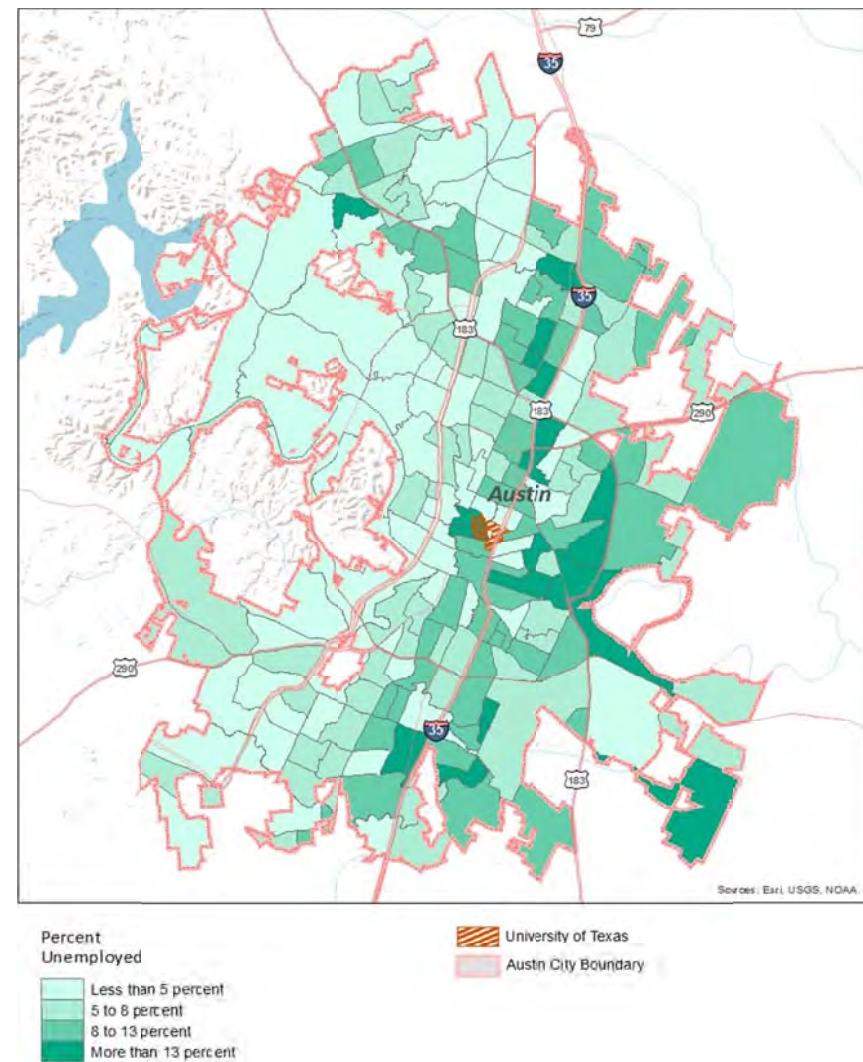 79
35
35
183
183
290
Austin
290
35
183
Sources: Esri, USGS, NOAA
Percent
Unemployed
Less than 5 percent
5 to 8 percent
8 to 13 percent
More than 13 percent
University of Texas
Austin City Boundary